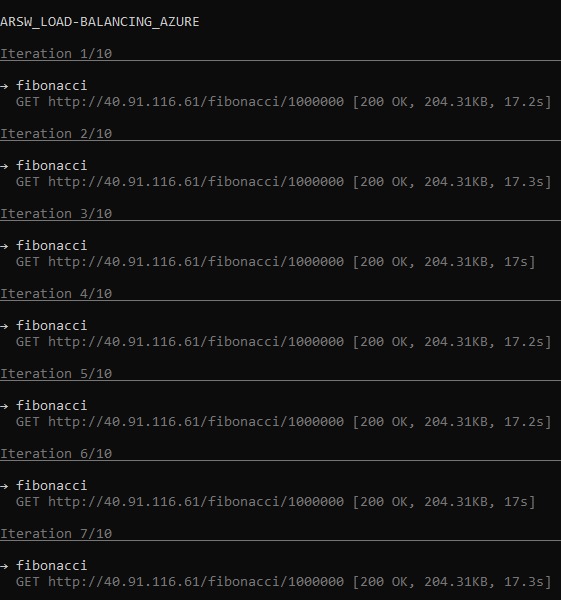 ARSW_LOAD-BALANCING_AZURE
Iteration 1/10
→ fibonacci
GET http://40.91.116.61/fibonacci/1000000 [200 OK, 204.31KB, 17.2s]
Iteration 2/10
→ fibonacci
GET http://40.91.116.61/fibonacci/1000000 [200 OK, 204.31KB, 17.3s]
Iteration 3/10
→ fibonacci
GET http://40.91.116.61/fibonacci/1000000 [200 OK, 204.31KB, 17s]
Iteration 4/10
→ fibonacci
GET http://40.91.116.61/fibonacci/1000000 [200 OK, 204.31KB, 17.2s]
Iteration 5/10
→ fibonacci
GET http://40.91.116.61/fibonacci/1000000 [200 OK, 204.31KB, 17.2s]
Iteration 6/10
→ fibonacci
GET http://40.91.116.61/fibonacci/1000000 [200 OK, 204.31KB, 17s]
Iteration 7/10
→ fibonacci
GET http://40.91.116.61/fibonacci/1000000 [200 OK, 204.31KB, 17.3s]